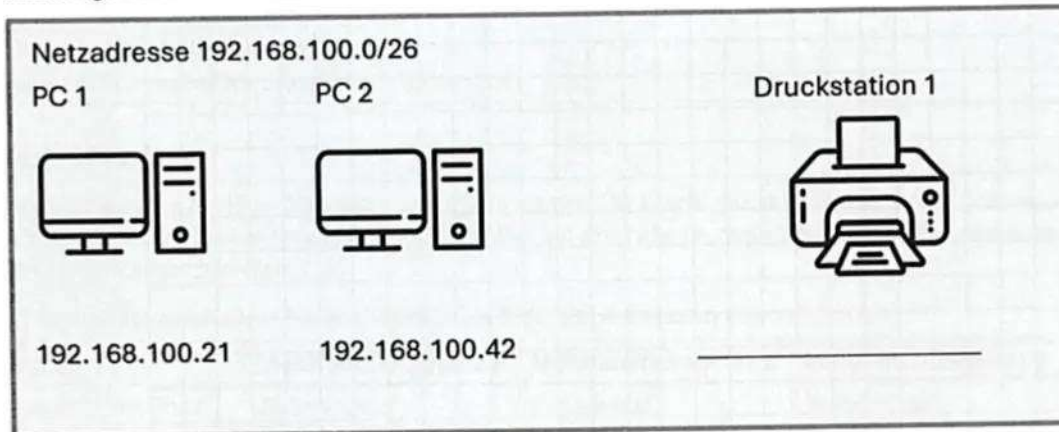 Netzadresse 192.168.100.0/26
PC 1 PC 2 Druckstation 1
192.168.100.21 192.168.100.42